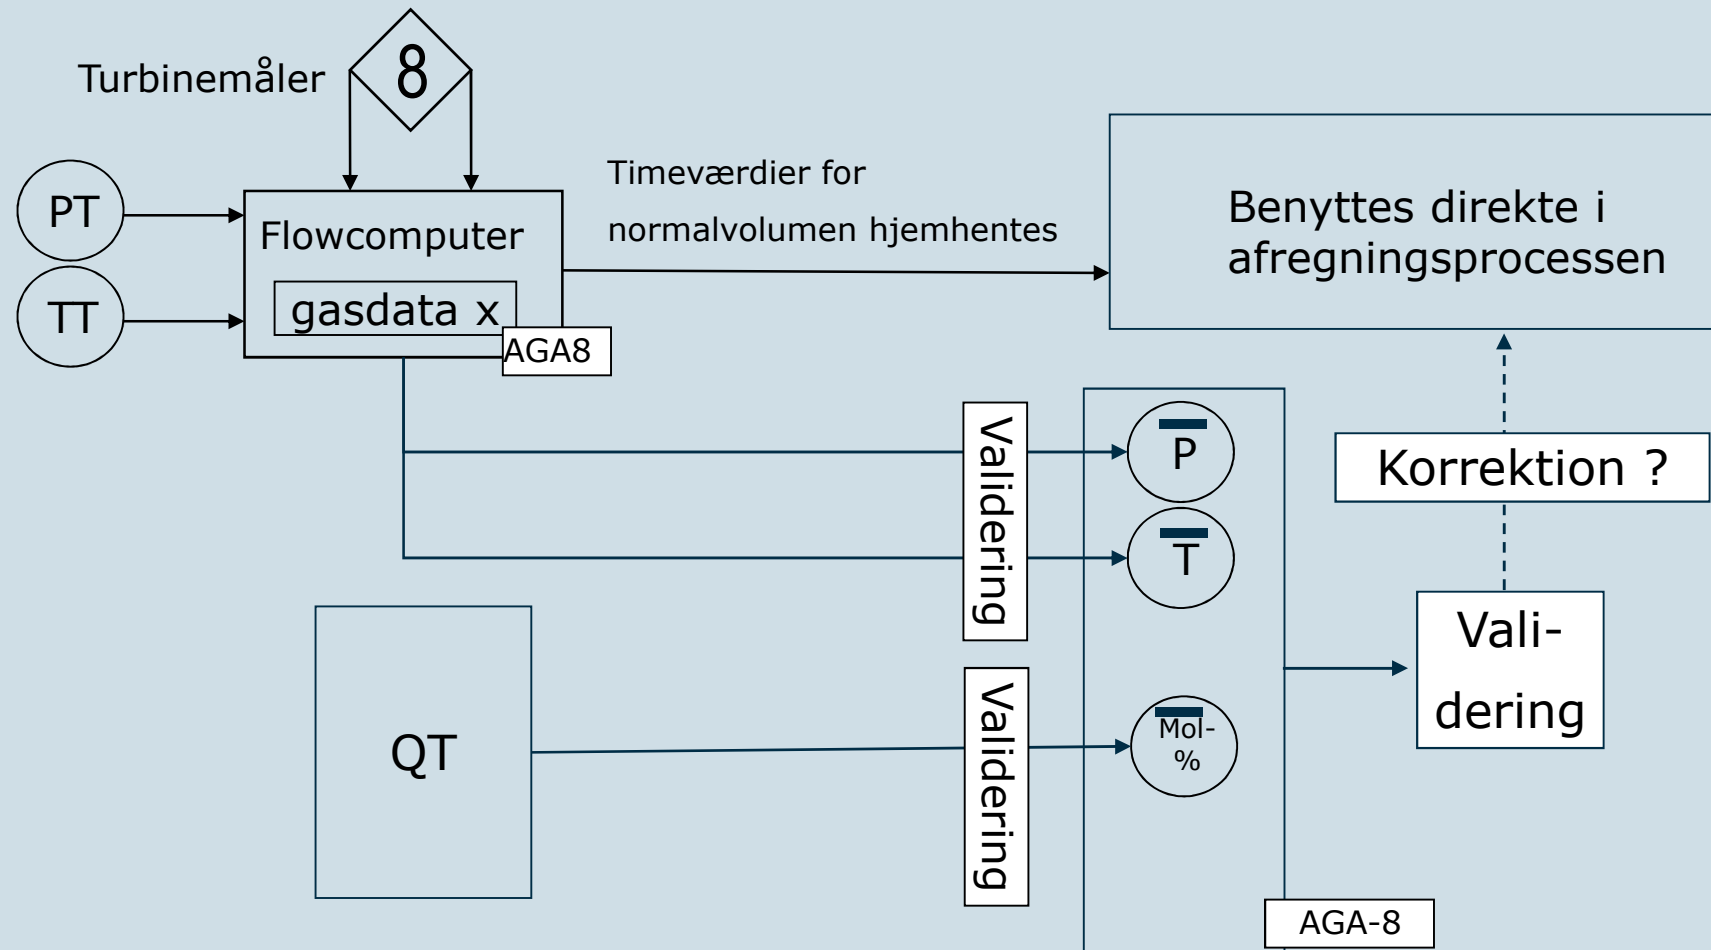 Turbinemåler
8
PT
TT
Flowcomputer
gasdata x
AGA8
Timeværdier for
normalvolumen hjemhentes
Benyttes direkte i
afregningsprocessen
Validering
P
T
Korrektion ?
Vali-
dering
QT
Validering
Mol-
%
AGA-8